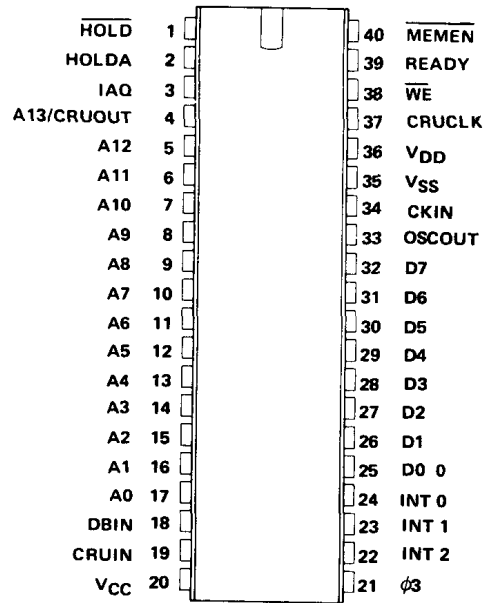 HOLD 1
HOLDA 2
IAQ 3
A13/CRUOUT 4
A12 5
A11 6
A10 7
A9 8
A8 9
A7 10
A6 11
A5 12
A4 13
A3 14
A2 15
A1 16
A0 17
DBIN 18
CRUIN 19
VCC 20
40 MEMEN
39 READY
38 WE
37 CRUCLK
36 VDD
35 VSS
34 CKIN
33 OSCOUT
32 D7
31 D6
30 D5
29 D4
28 D3
27 D2
26 D1
25 D0 0
24 INT 0
23 INT 1
22 INT 2
21 ϕ3